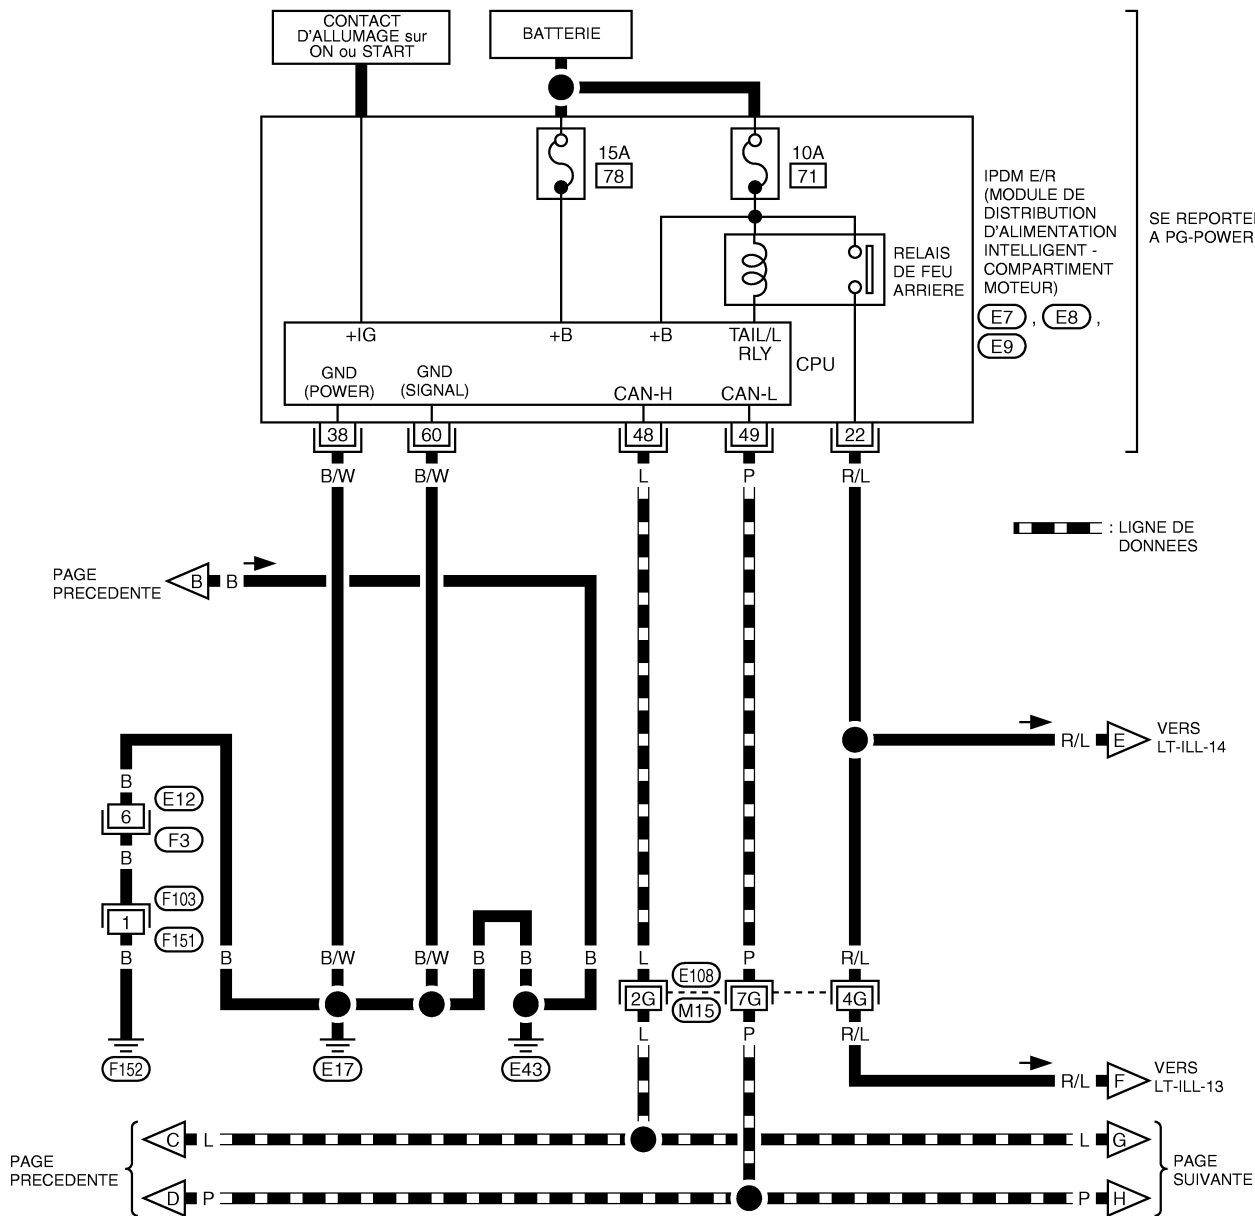 CONTACT
D'ALLUMAGE sur
ON ou START
BATTERIE
15A
78
10A
71
IPDM E/R
(MODULE DE
DISTRIBUTION
D'ALIMENTATION
INTELLIGENT -
COMPARTIMENT
MOTEUR)
E7 , E8 ,
E9
SE REPORTER
A PG-POWER
RELAIS
DE FEU
ARRIERE
+IG
+B
+B
TAIL/L
RLY
CPU
GND
(POWER)
GND
(SIGNAL)
CAN-H
CAN-L
38
60
48
49
22
B/W
B/W
L
P
R/L
: LIGNE DE
DONNEES
PAGE
PRECEDENTE
B
B
R/L
E
VERS
LT-ILL-14
B
6
E12
F3
B
F103
1
F151
B
B
B/W
B/W
B
B
B
L
P
R/L
E108
2G
7G
4G
M15
L
P
R/L
F152
E17
E43
R/L
F
VERS
LT-ILL-13
PAGE
PRECEDENTE
C
L
L
G
D
P
P
H
PAGE
SUIVANTE